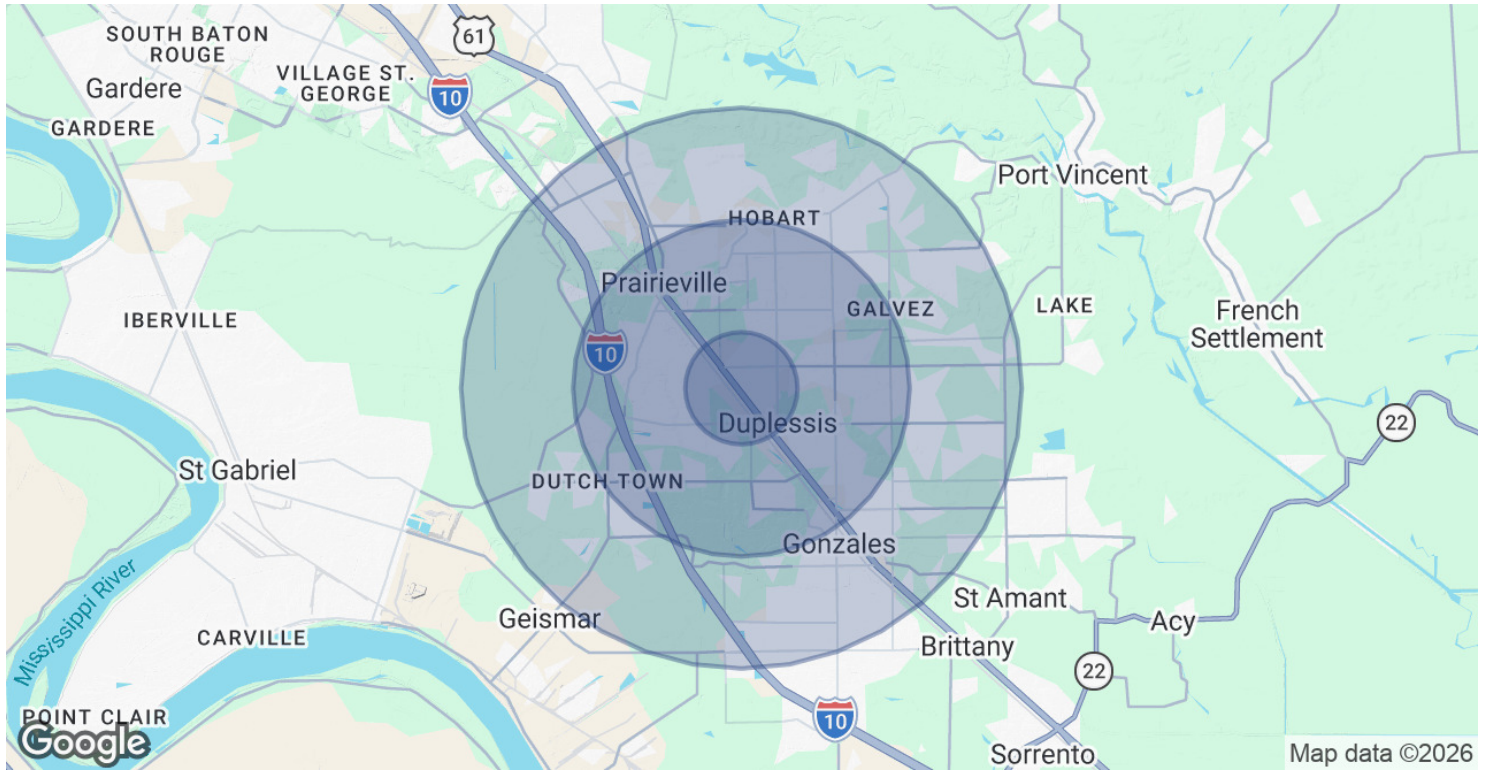 SOUTH BATON
ROUGE
61
Gardere
VILLAGE ST.
GEORGE
10
GARDERE
Port Vincent
HOBART
Prairieville
GALVEZ
LAKE
French
Settlement
IBERVILLE
10
Duplessis
22
St Gabriel
DUTCH TOWN
Gonzales
Mississippi River
St Amant
Geismar
Acy
CARVILLE
Brittany
22
POINT CLAIR
10
Google
Sorrento
Map data ©2026